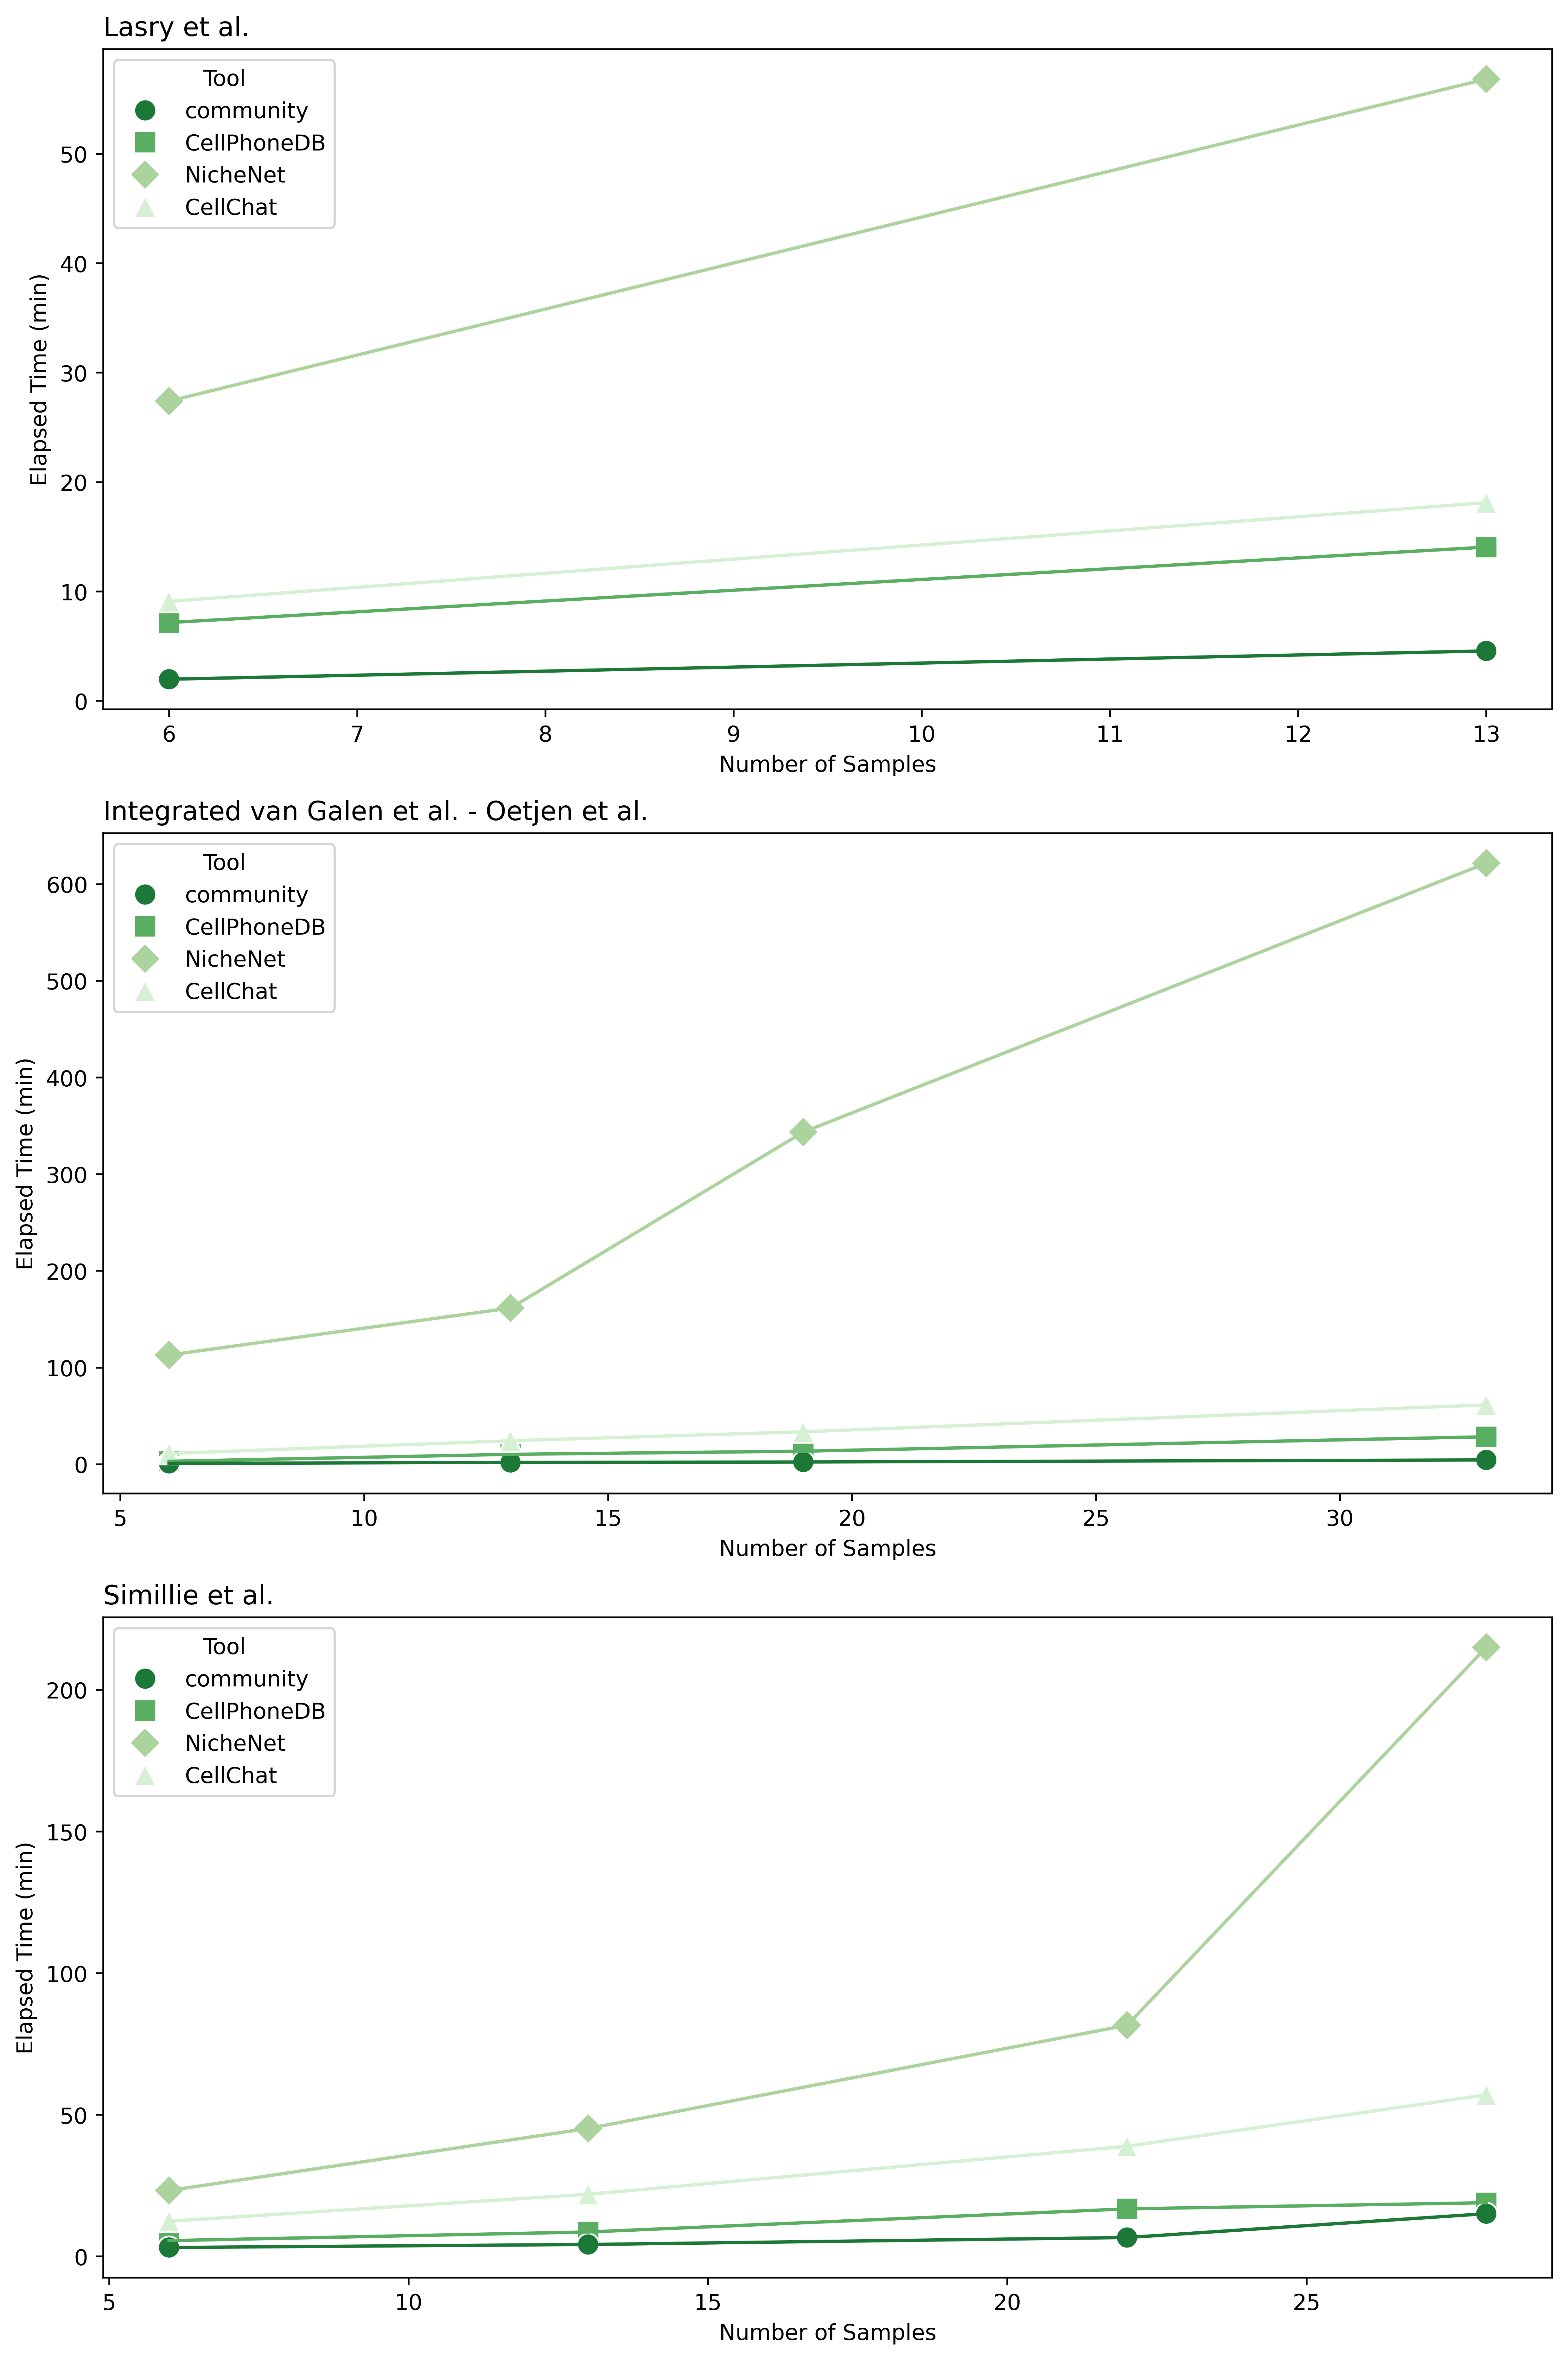 Lasry et al.
Tool
community
CellPhoneDB
NicheNet
CellChat
50
40
30
20
10
0
Elapsed Time (min)
6 7 8 9 10 11 12 13
Number of Samples
Integrated van Galen et al. - Oetjen et al.
Tool
community
CellPhoneDB
NicheNet
CellChat
600
500
400
300
200
100
0
Elapsed Time (min)
5 10 15 20 25 30
Number of Samples
Simillie et al.
Tool
community
CellPhoneDB
NicheNet
CellChat
200
150
100
50
0
Elapsed Time (min)
5 10 15 20 25
Number of Samples